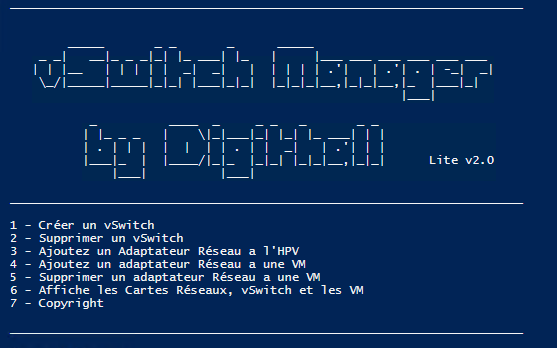 vSwitch Manager
by Digithall
Lite v2.0
1 - Créer un vSwitch
2 - Supprimer un vSwitch
3 - Ajoutez un Adaptateur Réseau a l'HPV
4 - Ajoutez un adaptateur Réseau a une VM
5 - Supprimer un adaptateur Réseau a une VM
6 - Affiche les Cartes Réseaux, vSwitch et les VM
7 - Copyright